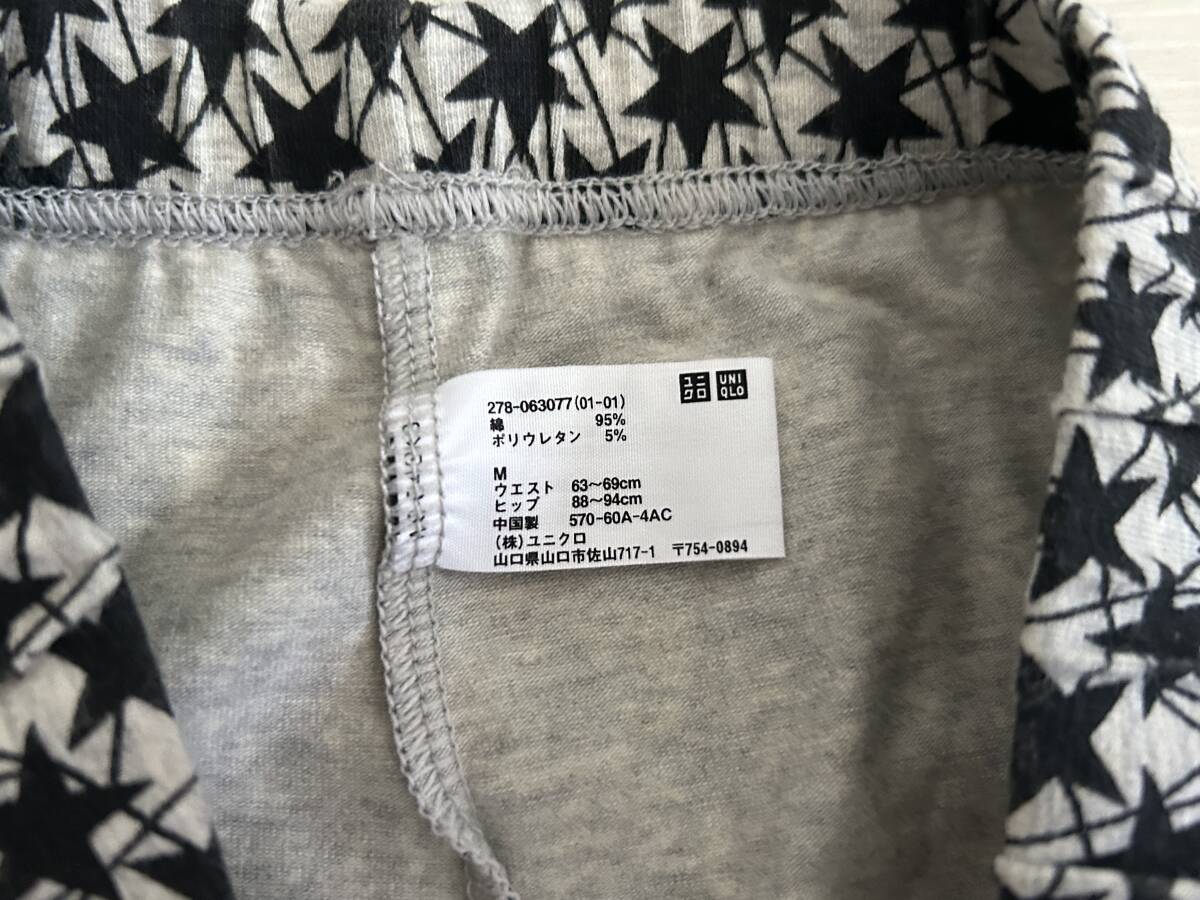 ユニクロ UNIQLO
278-063077(01-01)
綿 95%
ポリウレタン 5%
M
ウエスト 63〜69cm
ヒップ 88〜94cm
中国製 570-60A-4AC
(株)ユニクロ
山口県山口市佐山717-1 〒754-0894